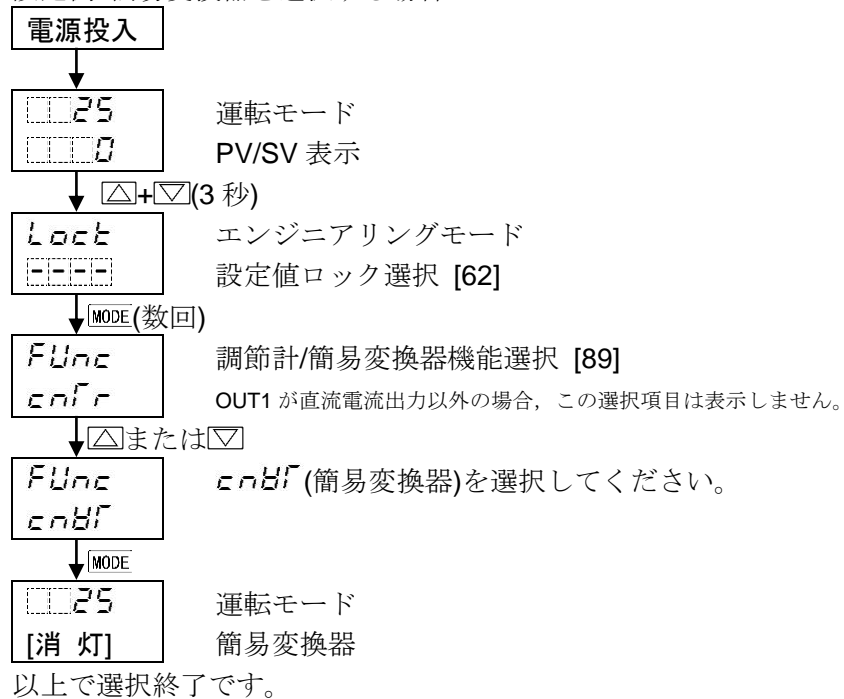 電源投入
25 運転モード
0 PV/SV 表示
△+▽(3 秒)
Lock エンジニアリングモード
---- 設定値ロック選択 [62]
MODE(数回)
FUnc 調節計/簡易変換器機能選択 [89]
cnTr OUT1 が直流電流出力以外の場合，この選択項目は表示しません。
△または▽
FUnc cnVT(簡易変換器)を選択してください。
cnVT
MODE
25 運転モード
[消 灯] 簡易変換器
以上で選択終了です。